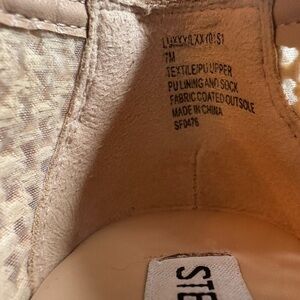 7M
TEXTILE/PU UPPER
PU LINING AND SOCK
FABRIC COATED OUTSOLE
MADE IN CHINA
SF0476
STE